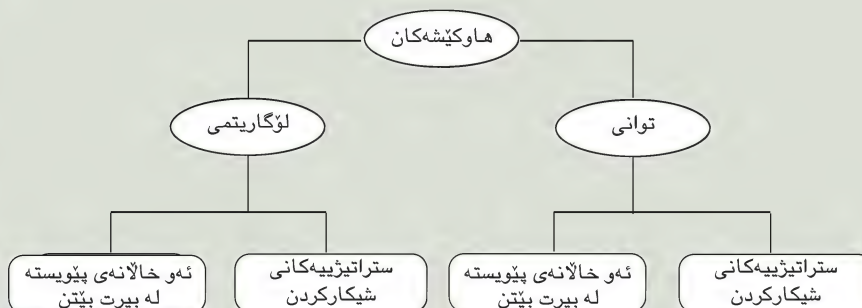 هاوکێشەکان
توانی
لۆگاریتمی
ستراتیژییەکانی
شیکارکردن
ئەو خاڵانەی پێویستە
لە بیرت بێتن
ستراتیژییەکانی
شیکارکردن
ئەو خاڵانەی پێویستە
لە بیرت بێتن